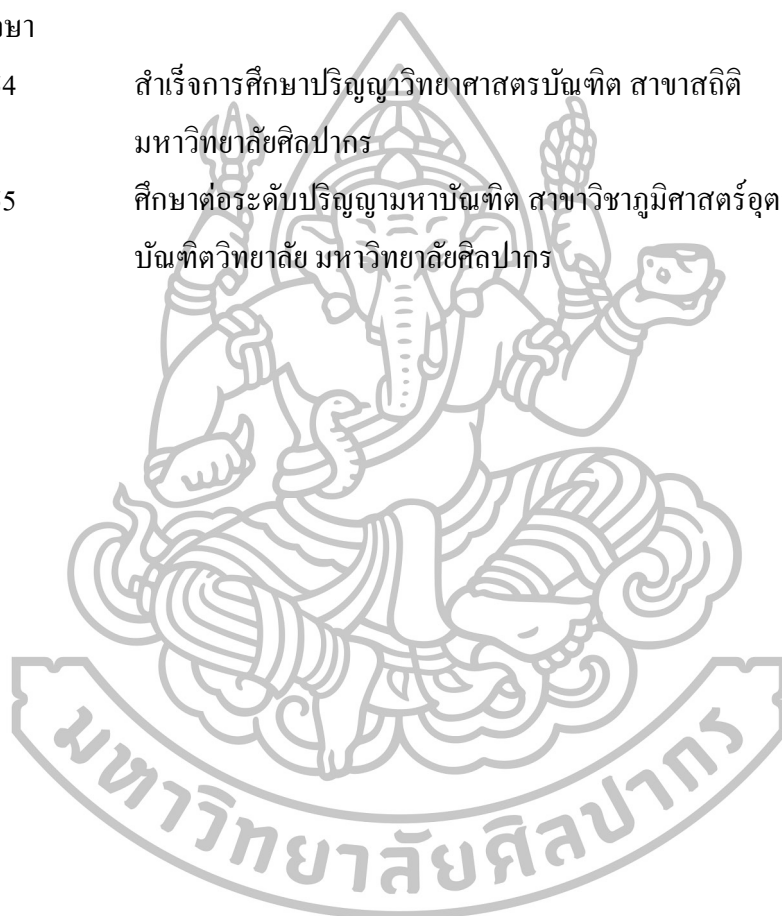 4 สำเร็จการศึกษาปริญญาวิทยาศาสตรบัณฑิต สาขาสถิติ
มหาวิทยาลัยศิลปากร
5 ศึกษาต่อระดับปริญญามหาบัณฑิต สาขาวิชาภูมิศาสตร์อุต
บัณฑิตวิทยาลัย มหาวิทยาลัยศิลปากร
มหาวิทยาลัยศิลปากร